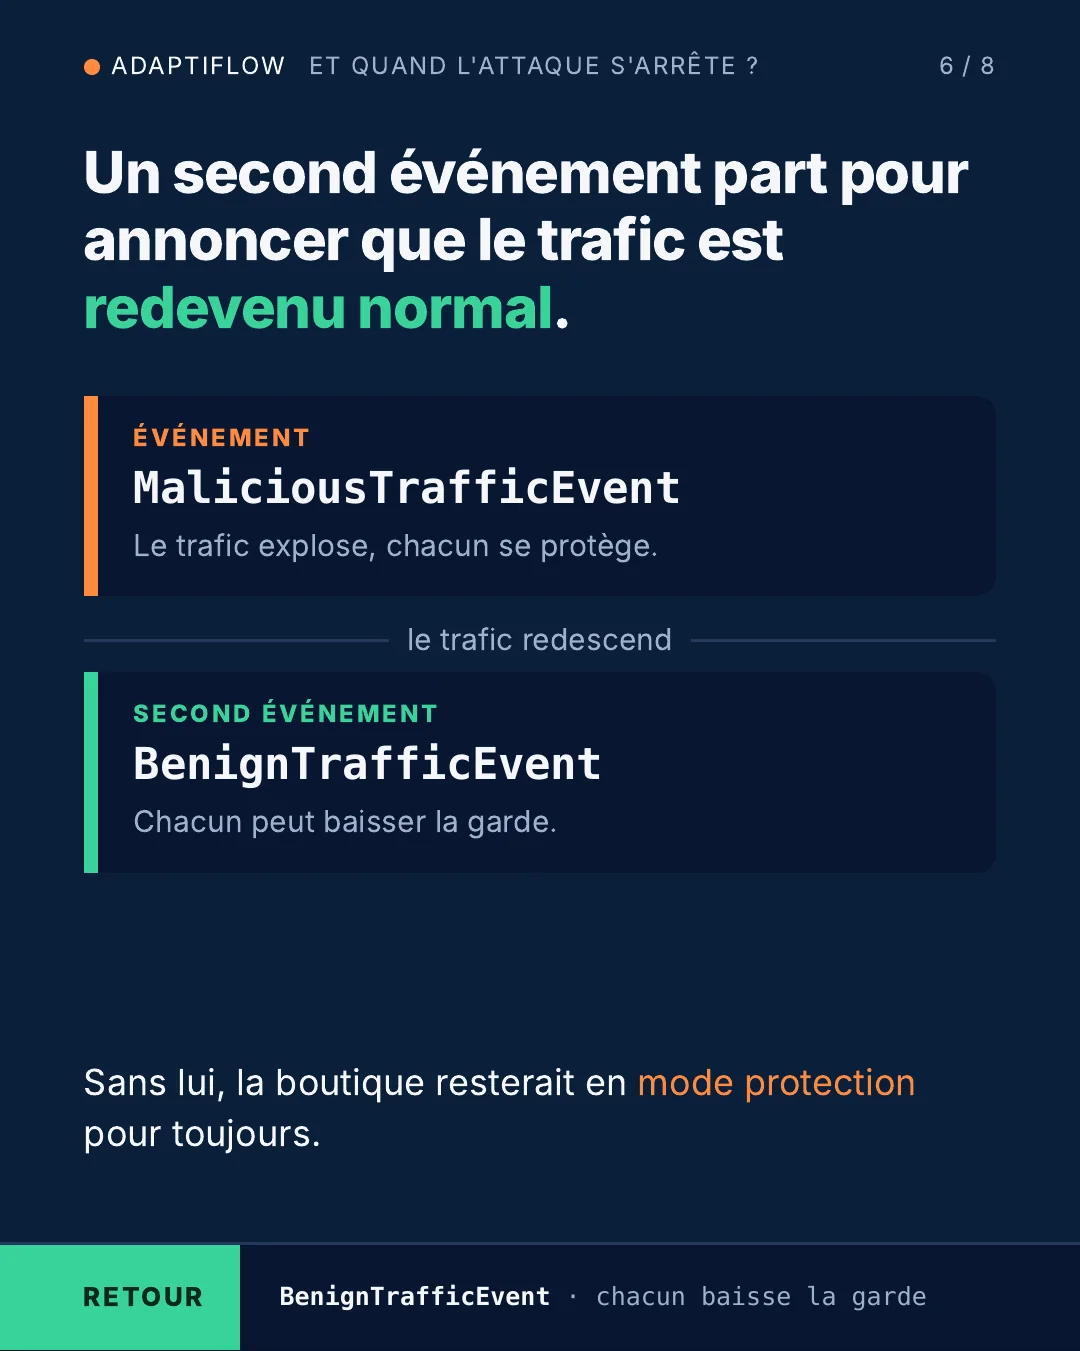 ADAPTIFLOW ET QUAND L'ATTAQUE S'ARRÊTE ? 6 / 8
Un second événement part pour
annoncer que le trafic est
redevenu normal.
ÉVÉNEMENT
MaliciousTrafficEvent
Le trafic explose, chacun se protège.
le trafic redescend
SECOND ÉVÉNEMENT
BenignTrafficEvent
Chacun peut baisser la garde.
Sans lui, la boutique resterait en mode protection
pour toujours.
RETOUR BenignTrafficEvent · chacun baisse la garde